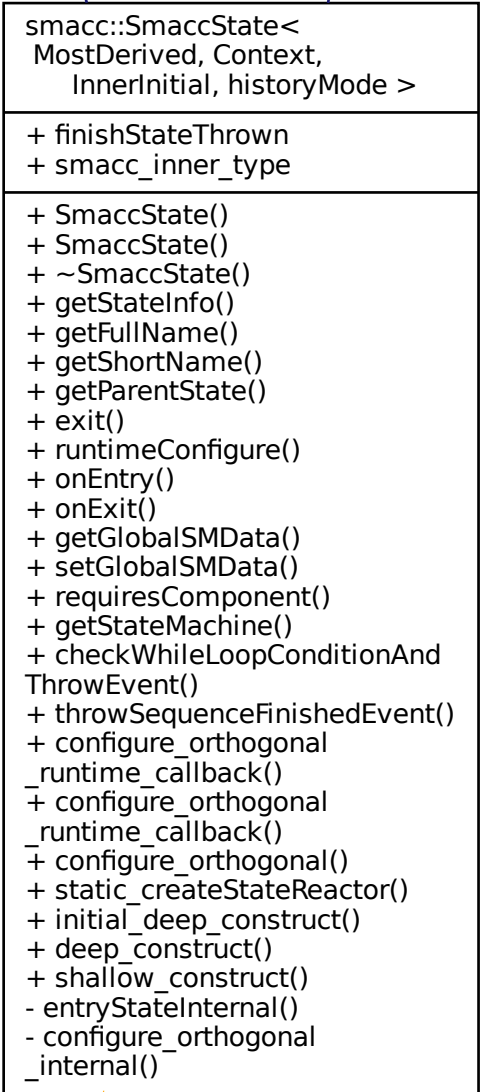 smacc::SmaccState<
MostDerived, Context,
InnerInitial, historyMode >
+ finishStateThrown
+ smacc_inner_type
+ SmaccState()
+ SmaccState()
+ ~SmaccState()
+ getStateInfo()
+ getFullName()
+ getShortName()
+ getParentState()
+ exit()
+ runtimeConfigure()
+ onEntry()
+ onExit()
+ getGlobalSMData()
+ setGlobalSMData()
+ requiresComponent()
+ getStateMachine()
+ checkWhileLoopConditionAnd
ThrowEvent()
+ throwSequenceFinishedEvent()
+ configure_orthogonal
_runtime_callback()
+ configure_orthogonal
_runtime_callback()
+ configure_orthogonal()
+ static_createStateReactor()
+ initial_deep_construct()
+ deep_construct()
+ shallow_construct()
- entryStateInternal()
- configure_orthogonal
_internal()